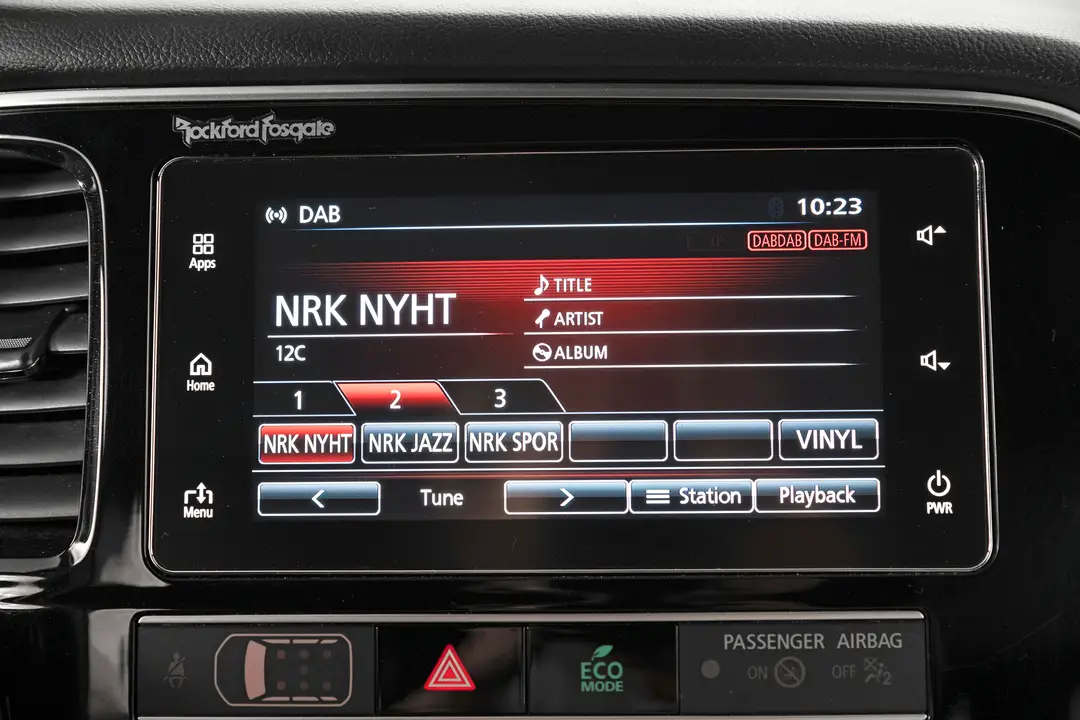 Rockford Fosgate
DAB
10:23
DABDAB DAB-FM
Apps
TITLE
NRK NYHT
ARTIST
12C
ALBUM
Home
1 2 3
NRK NYHT NRK JAZZ NRK SPOR VINYL
< Tune > Station Playback
Menu
PWR
PASSENGER AIRBAG
ECO
MODE
ON OFF
2